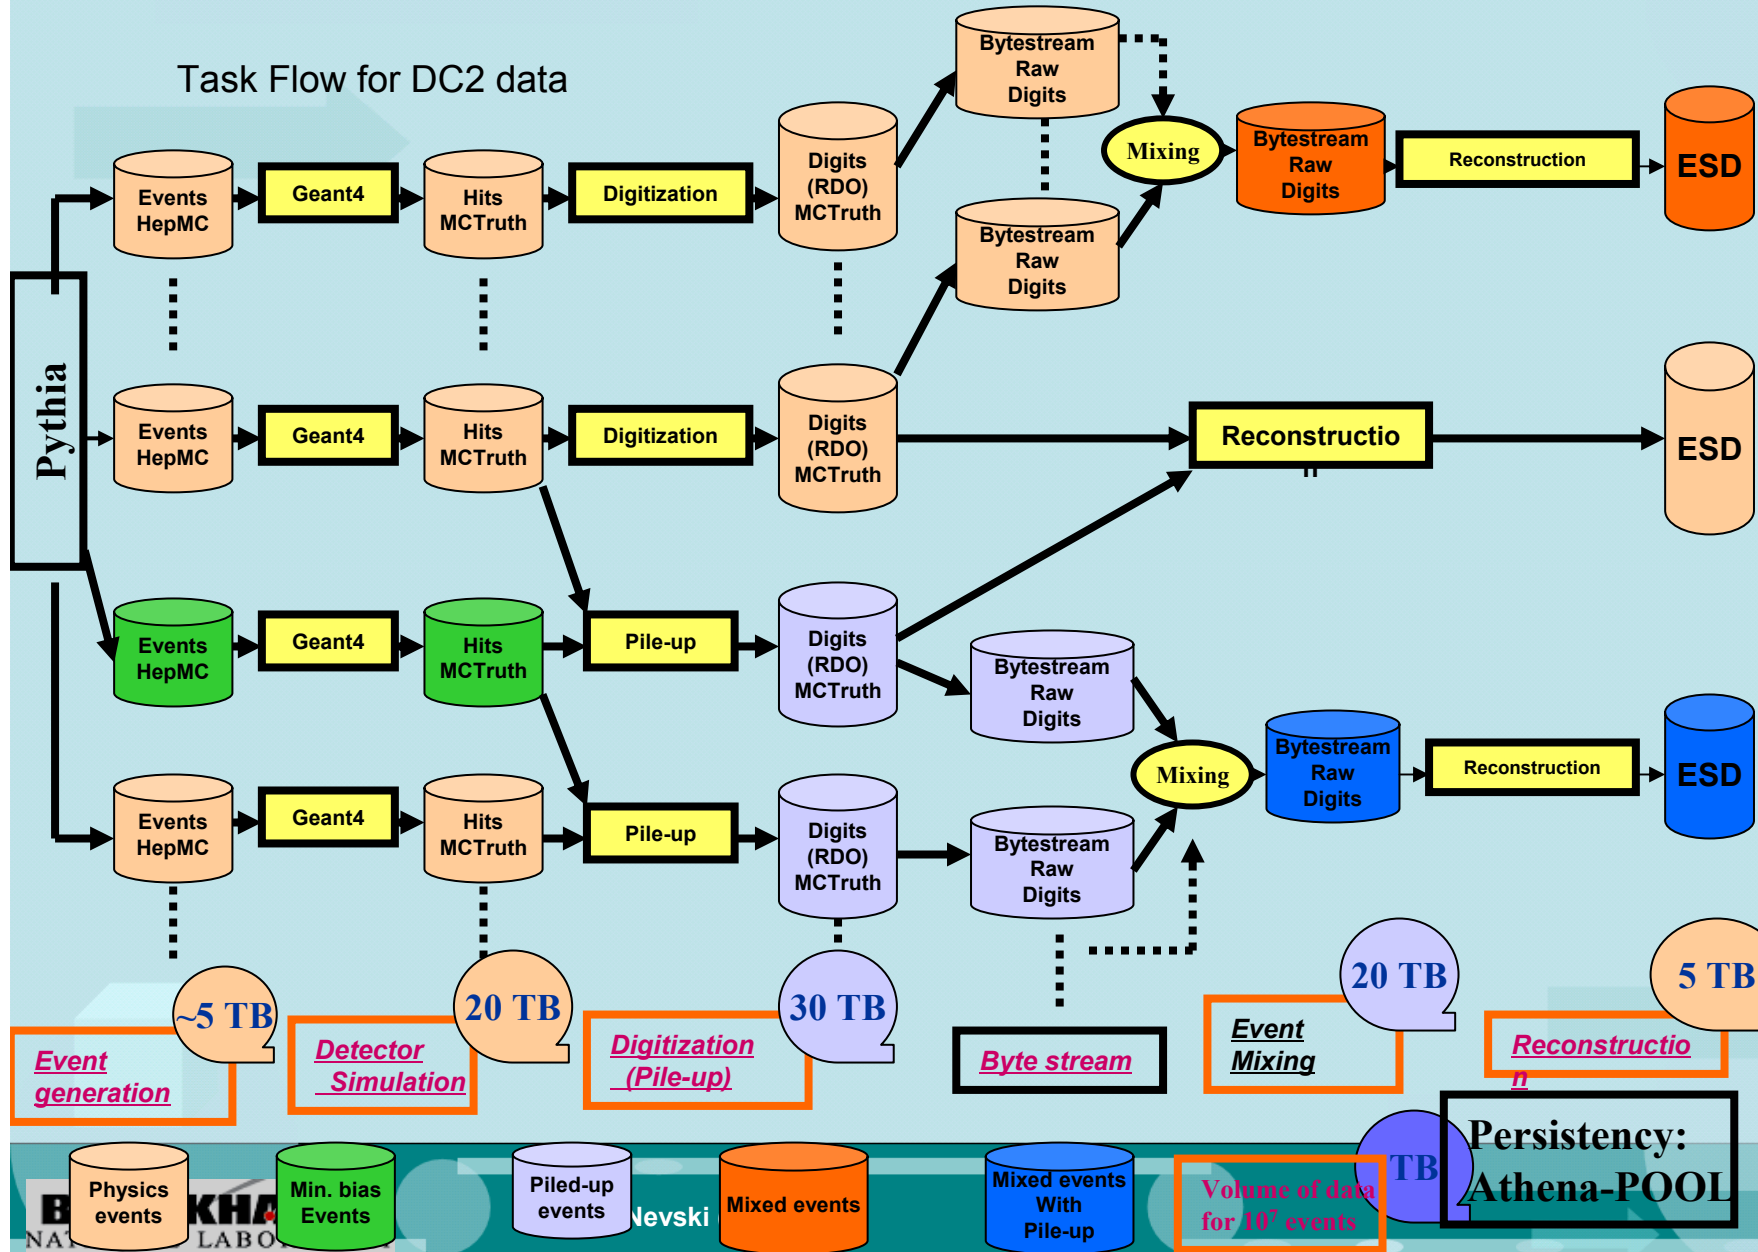 Task Flow for DC2 data
Bytestream
Raw
Digits
Mixing
Bytestream
Raw
Digits
Reconstruction
ESD
Events
HepMC
Geant4
Hits
MCTruth
Digitization
Digits
(RDO)
MCTruth
Bytestream
Raw
Digits
Pythia
Events
HepMC
Geant4
Hits
MCTruth
Digitization
Digits
(RDO)
MCTruth
Reconstructio
n
ESD
Events
HepMC
Geant4
Hits
MCTruth
Pile-up
Digits
(RDO)
MCTruth
Bytestream
Raw
Digits
Mixing
Bytestream
Raw
Digits
Reconstruction
ESD
Events
HepMC
Geant4
Hits
MCTruth
Pile-up
Digits
(RDO)
MCTruth
Bytestream
Raw
Digits
~5 TB
20 TB
30 TB
20 TB
5 TB
Event
generation
Detector
Simulation
Digitization
(Pile-up)
Byte stream
Event
Mixing
Reconstructio
n
Physics
events
Min. bias
Events
Piled-up
events
Nevski
Mixed events
Mixed events
With
Pile-up
Volume of data
for 10⁷ events
TB
Persistency:
Athena-POOL